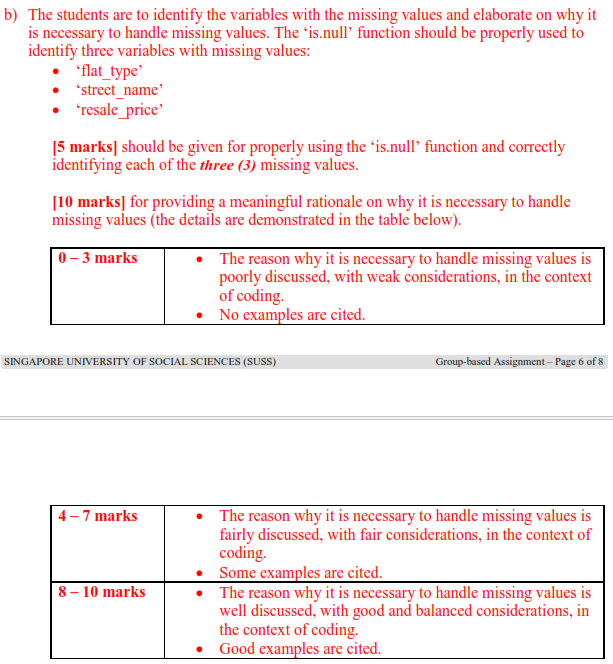 b) The students are to identify the variables with the missing values and elaborate on why it
is necessary to handle missing values. The ‘is.null’ function should be properly used to
identify three variables with missing values:
• ‘flat_type’
• ‘street_name’
• ‘resale_price’
[5 marks] should be given for properly using the ‘is.null’ function and correctly
identifying each of the three (3) missing values.
[10 marks] for providing a meaningful rationale on why it is necessary to handle
missing values (the details are demonstrated in the table below).
0 – 3 marks
• The reason why it is necessary to handle missing values is
poorly discussed, with weak considerations, in the context
of coding.
• No examples are cited.
SINGAPORE UNIVERSITY OF SOCIAL SCIENCES (SUSS)
Group-based Assignment – Page 6 of 8
4 – 7 marks
• The reason why it is necessary to handle missing values is
fairly discussed, with fair considerations, in the context of
coding.
• Some examples are cited.
8 – 10 marks
• The reason why it is necessary to handle missing values is
well discussed, with good and balanced considerations, in
the context of coding.
• Good examples are cited.